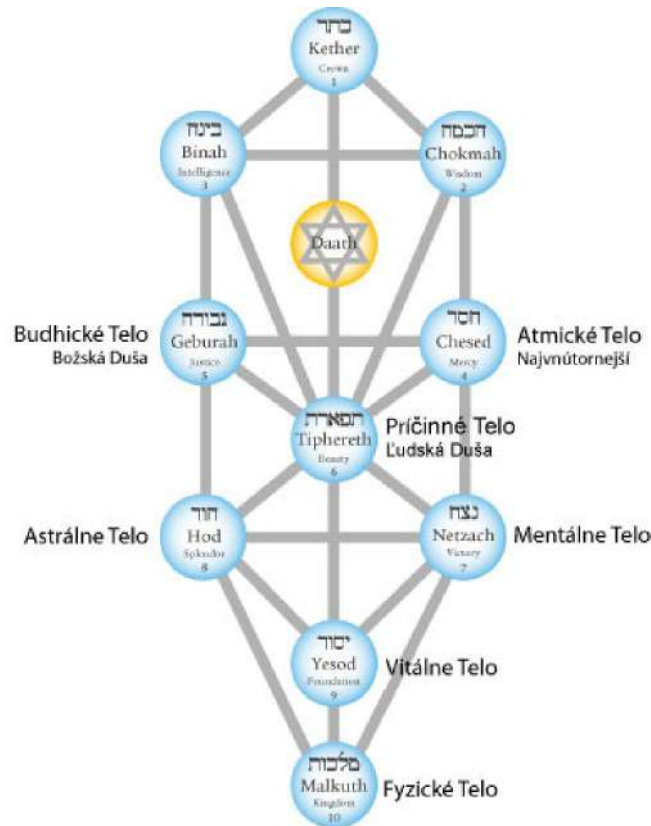 כתר
Kether
Crown
1
בינה
Binah
Intelligence
3
חכמה
Chokmah
Wisdom
2
Daath
Budhické Telo
Božská Duša
גבורה
Geburah
Justice
5
חסד
Chesed
Mercy
4
Atmické Telo
Najvnútornejší
תפארת
Tiphereth
Beauty
6
Príčinné Telo
Ľudská Duša
Astrálne Telo
הוד
Hod
Splendor
8
נצח
Netzach
Victory
7
Mentálne Telo
יסוד
Yesod
Foundation
9
Vitálne Telo
מלכות
Malkuth
Kingdom
10
Fyzické Telo